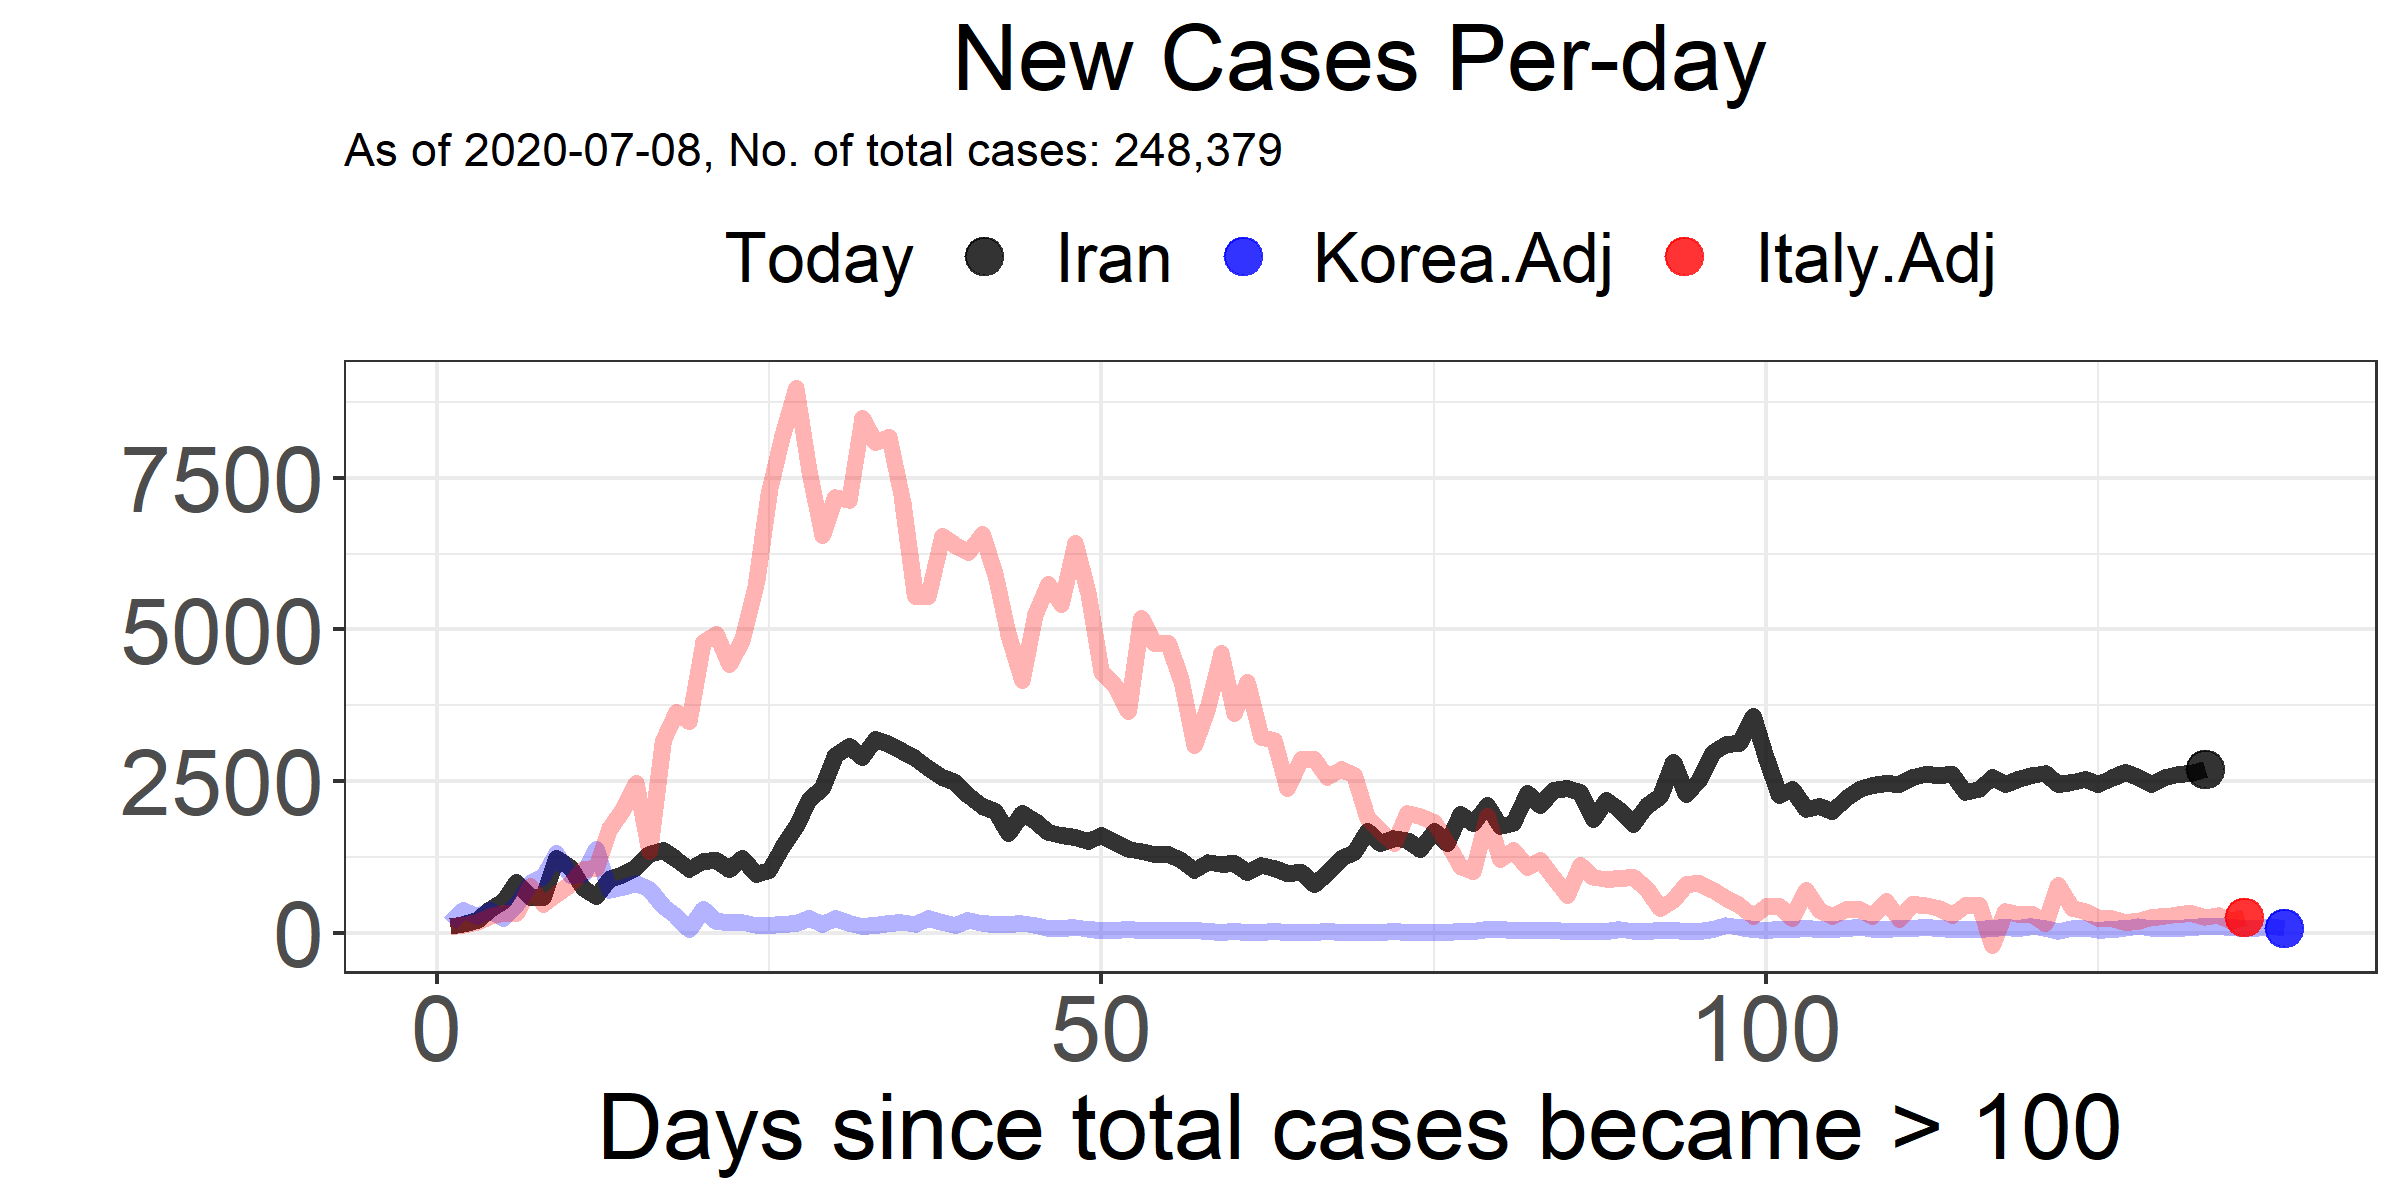 New Cases Per-day
As of 2020-07-08, No. of total cases: 248,379
Today Iran Korea.Adj Italy.Adj
7500
5000
2500
0
0 50 100
Days since total cases became > 100